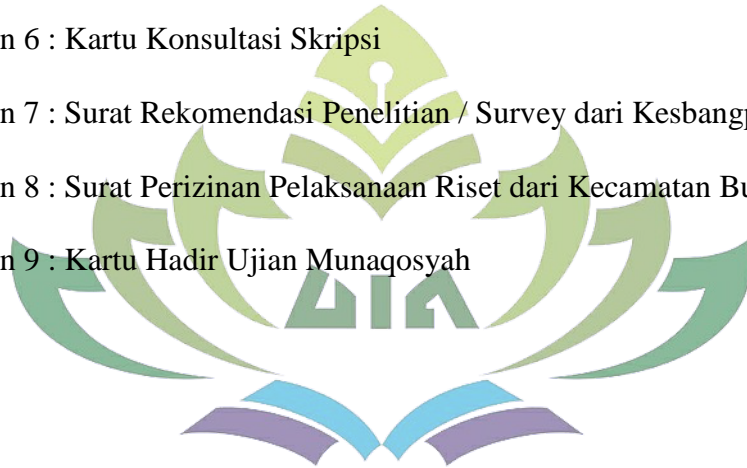 n 6 : Kartu Konsultasi Skripsi
n 7 : Surat Rekomendasi Penelitian / Survey dari Kesbangp
n 8 : Surat Perizinan Pelaksanaan Riset dari Kecamatan Bu
n 9 : Kartu Hadir Ujian Munaqosyah